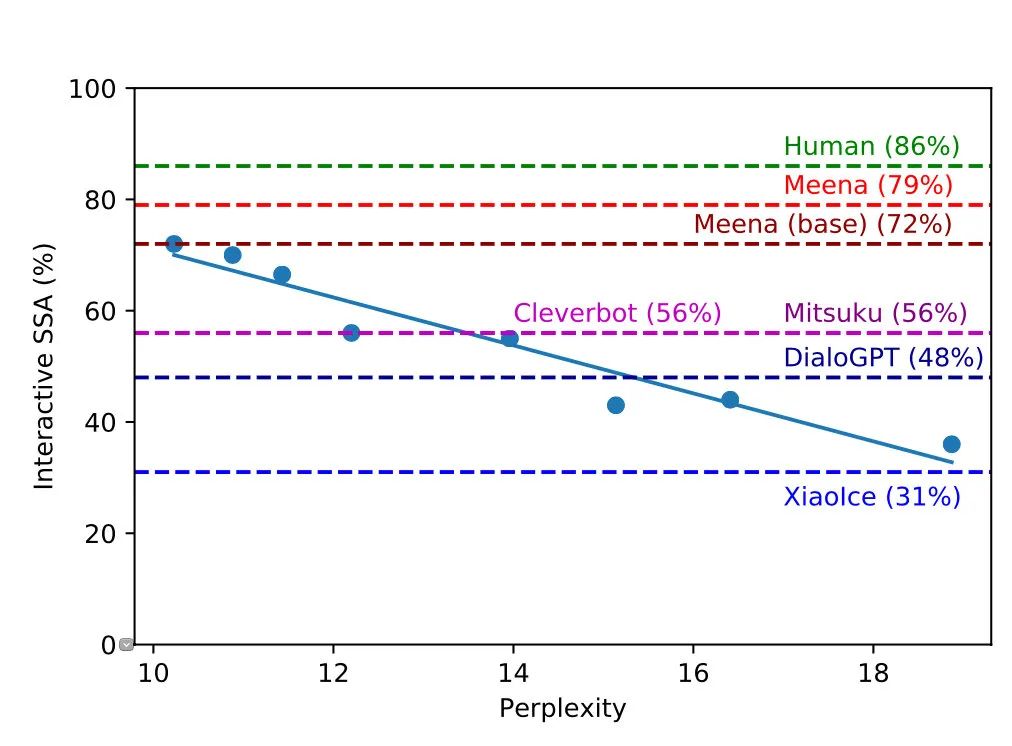 100
Human (86%)
80
Meena (79%)
Meena (base) (72%)
60
Cleverbot (56%)
Mitsuku (56%)
DialoGPT (48%)
40
XiaoIce (31%)
20
0
Interactive SSA (%)
10
12
14
16
18
Perplexity